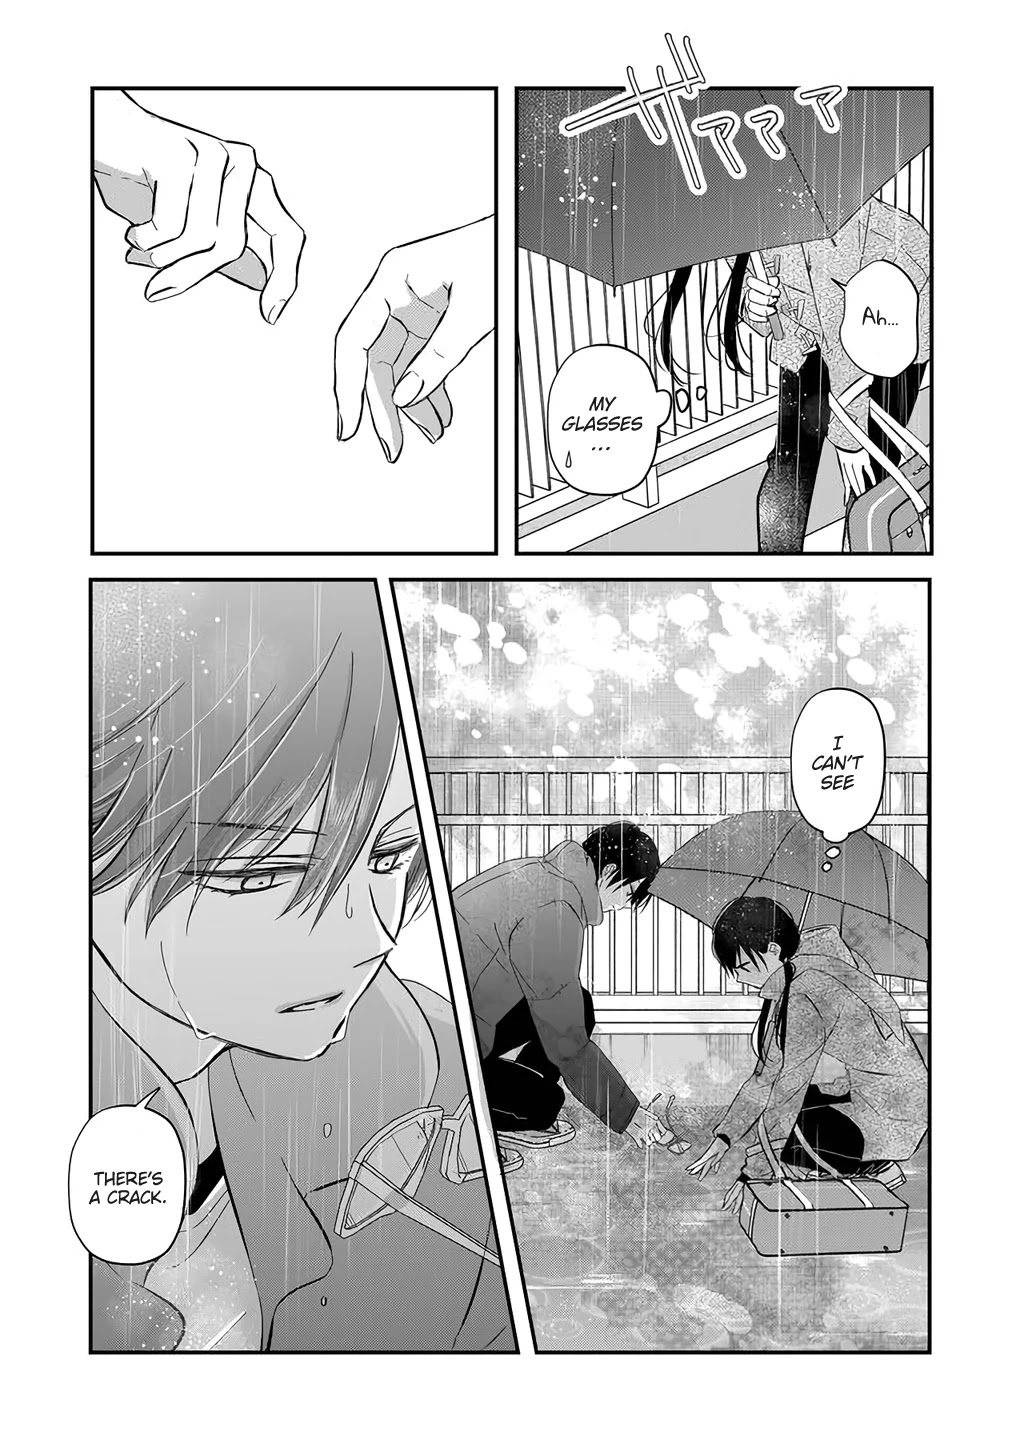 ザァァァ
Ah...
MY
GLASSES
...
I
CAN'T
SEE
THERE'S
A CRACK.